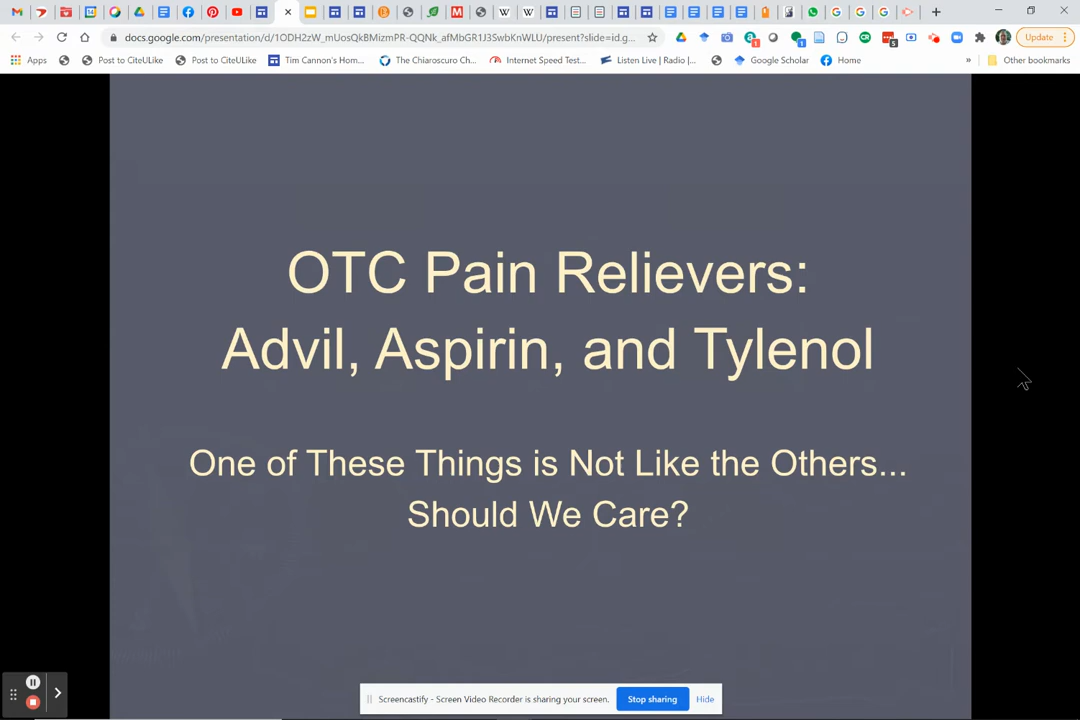 docs.google.com/presentation/d/1ODH2zW_mUosQkBMizmPR-QQNk_afMbGR1J3SwbKnWLU/present?slide=id.g...
Update
Apps
Post to CiteULike
Post to CiteULike
Tim Cannon's Hom...
The Chiaroscuro Ch...
Internet Speed Test...
Listen Live | Radio |...
Google Scholar
Home
»
Other bookmarks
OTC Pain Relievers:
Advil, Aspirin, and Tylenol
One of These Things is Not Like the Others...
Should We Care?
Screencastify - Screen Video Recorder is sharing your screen.
Stop sharing
Hide